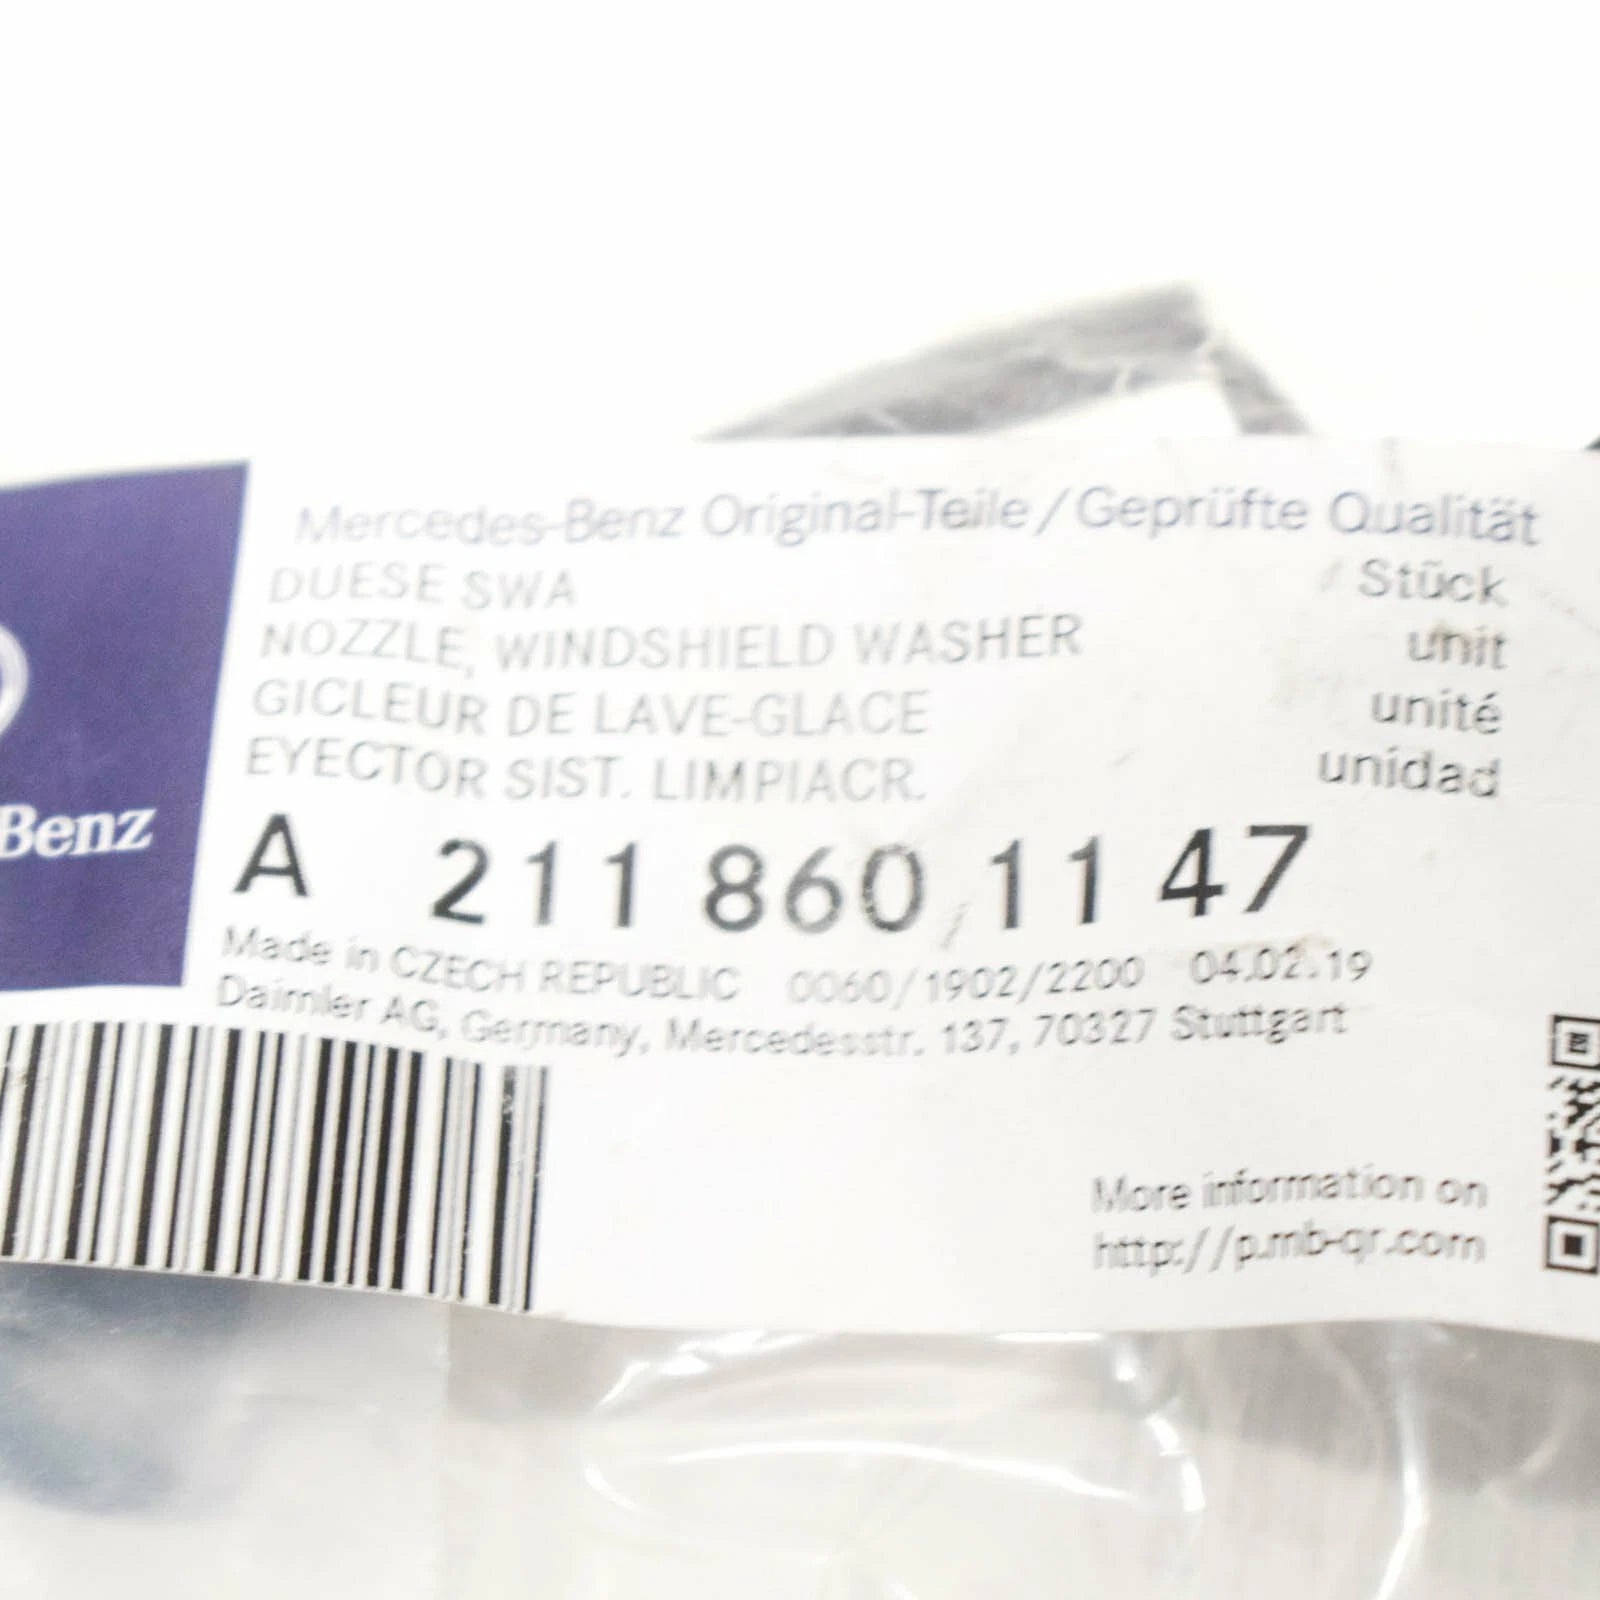 Mercedes-Benz Original-Teile/Geprüfte Qualität
DUESE SWA Stück
NOZZLE, WINDSHIELD WASHER unit
GICLEUR DE LAVE-GLACE unité
EYECTOR SIST. LIMPIACR. unidad
Benz
A 211 860 11 47
Made in CZECH REPUBLIC 0060/1902/2200 04.02.19
Daimler AG, Germany, Mercedesstr. 137, 70327 Stuttgart
More information on
http://p.mb-qr.com